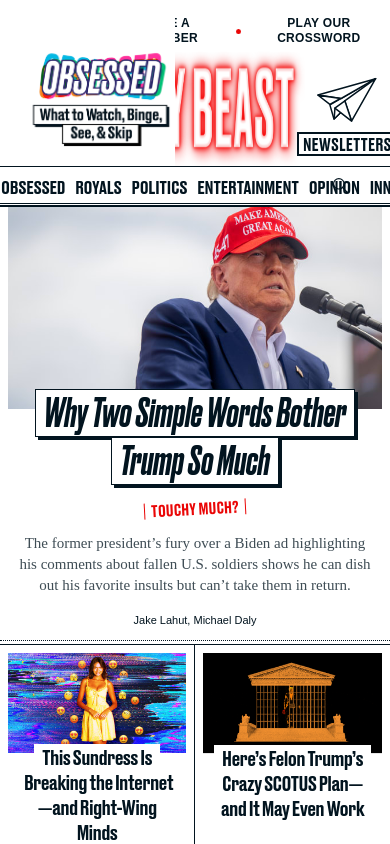 E A
BER
PLAY OUR
CROSSWORD
OBSESSED
What to Watch, Binge,
See, & Skip
Y BEAST
NEWSLETTERS
OBSESSED ROYALS POLITICS ENTERTAINMENT OPINION INN
MAKE AMERICA
GREAT AGAIN
45-47
Why Two Simple Words Bother
Trump So Much
TOUCHY MUCH?
The former president’s fury over a Biden ad highlighting
his comments about fallen U.S. soldiers shows he can dish
out his favorite insults but can’t take them in return.
Jake Lahut, Michael Daly
This Sundress Is
Breaking the Internet
—and Right-Wing
Minds
Here’s Felon Trump’s
Crazy SCOTUS Plan—
and It May Even Work